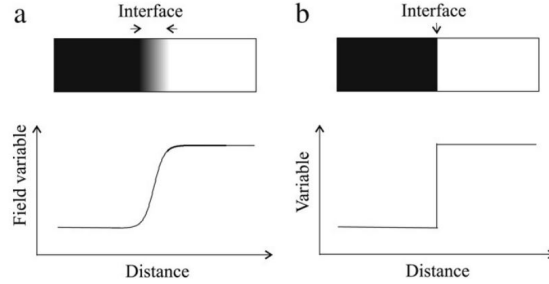 a
Interface
Field variable
Distance
b
Interface
Variable
Distance